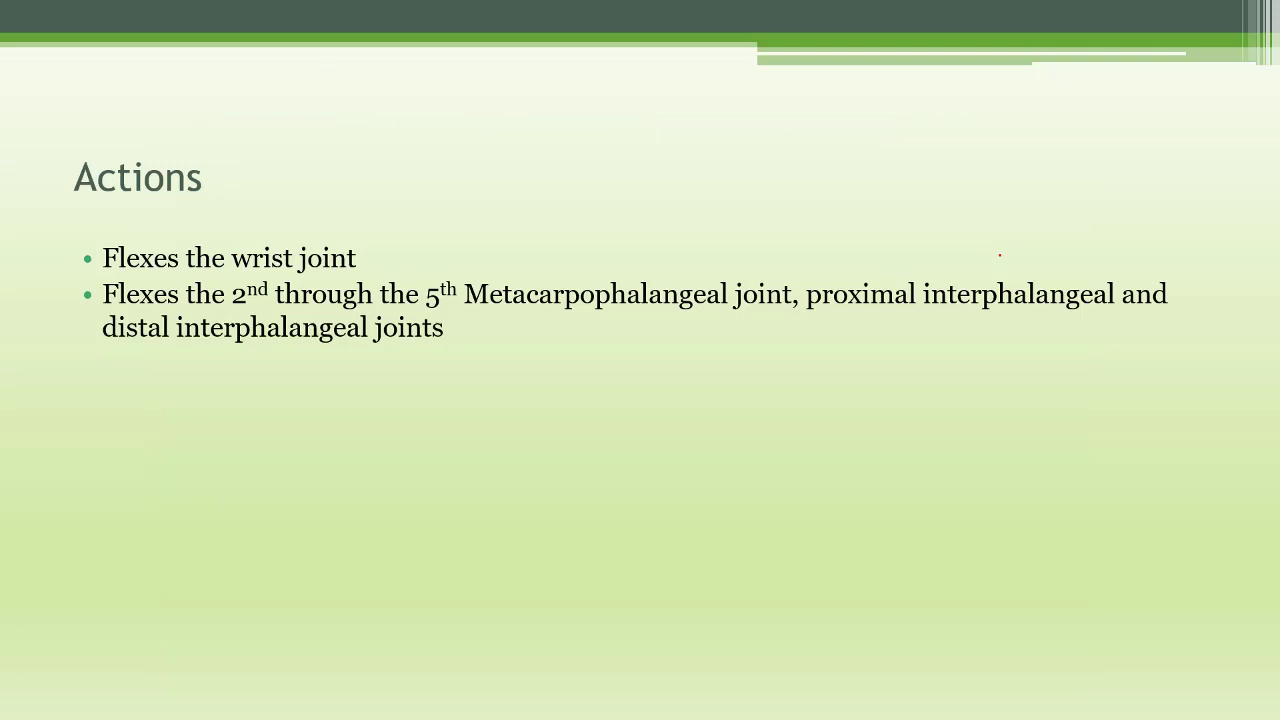 Actions
• Flexes the wrist joint
• Flexes the 2nd through the 5th Metacarpophalangeal joint, proximal interphalangeal and
distal interphalangeal joints